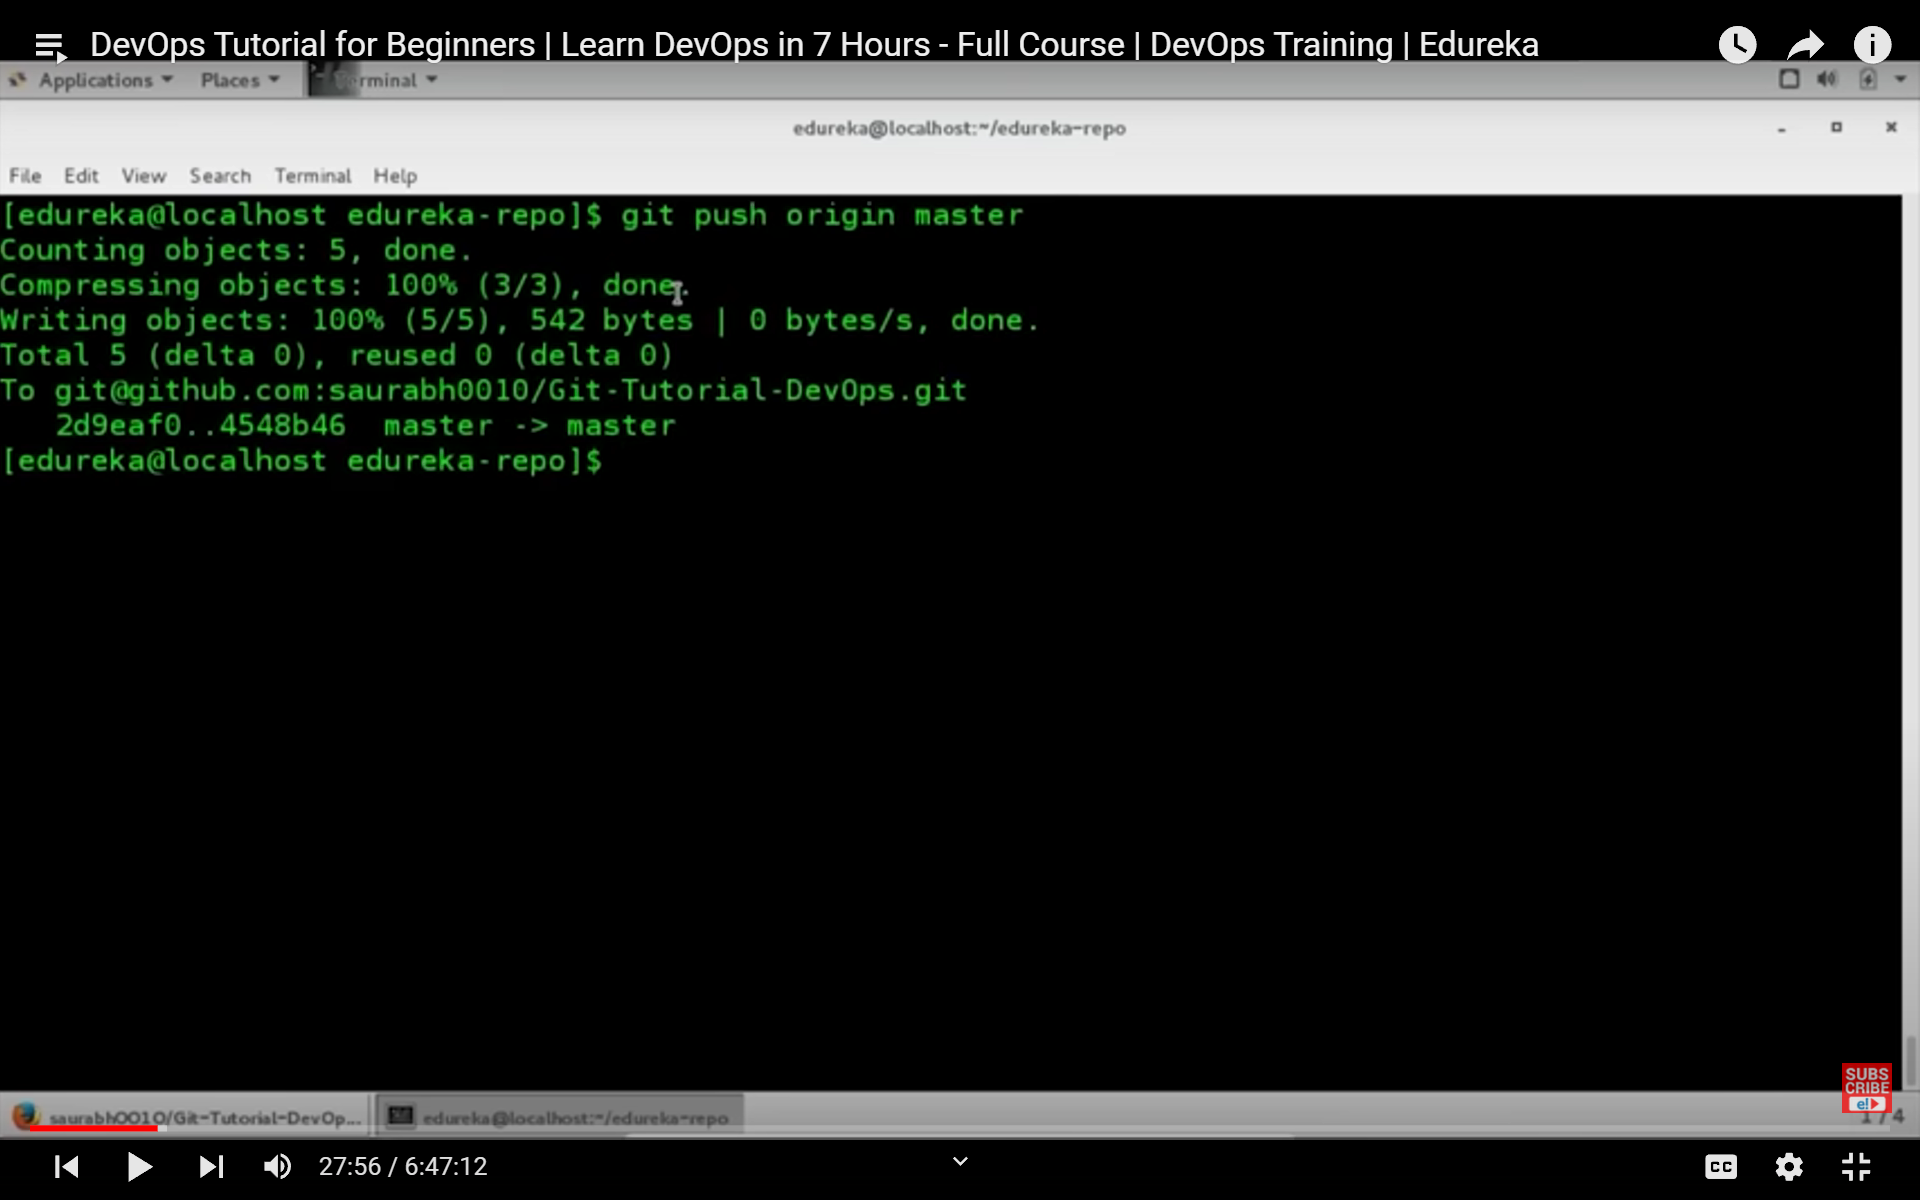 DevOps Tutorial for Beginners | Learn DevOps in 7 Hours - Full Course | DevOps Training | Edureka
Applications Places rminal
edureka@localhost:~/edureka-repo
File Edit View Search Terminal Help
[edureka@localhost edureka-repo]$ git push origin master
Counting objects: 5, done.
Compressing objects: 100% (3/3), done.
Writing objects: 100% (5/5), 542 bytes | 0 bytes/s, done.
Total 5 (delta 0), reused 0 (delta 0)
To git@github.com:saurabh0010/Git-Tutorial-DevOps.git
2d9eaf0..4548b46 master -> master
[edureka@localhost edureka-repo]$
SUBS
CRIBE
e!
saurabh0010/Git-Tutorial-DevOp... edureka@localhost:~/edureka-repo 1 / 4
27:56 / 6:47:12 CC